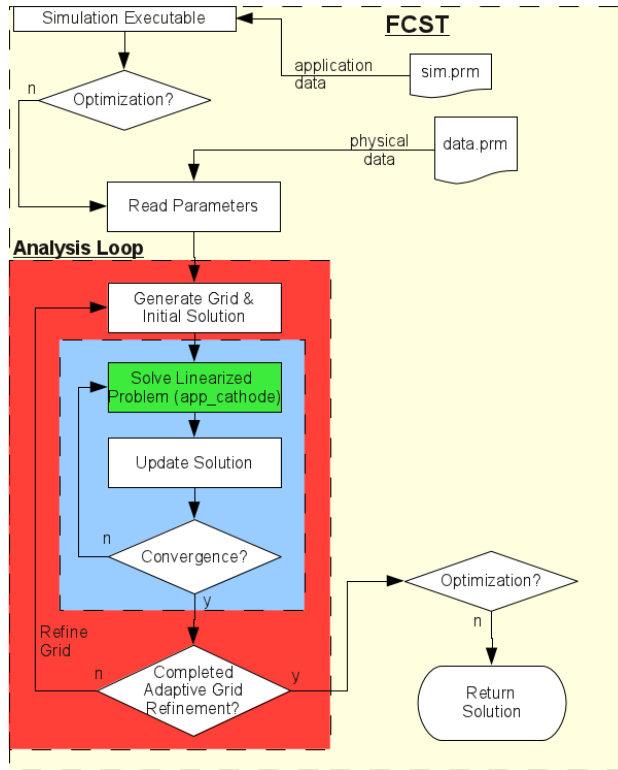 Simulation Executable
FCST
application
data
sim.prm
n
Optimization?
physical
data
data.prm
Read Parameters
Analysis Loop
Generate Grid &
Initial Solution
Solve Linearized
Problem (app_cathode)
Update Solution
n
Convergence?
y
Optimization?
n
Refine
Grid
n
Completed
Adaptive Grid
Refinement?
y
Return
Solution